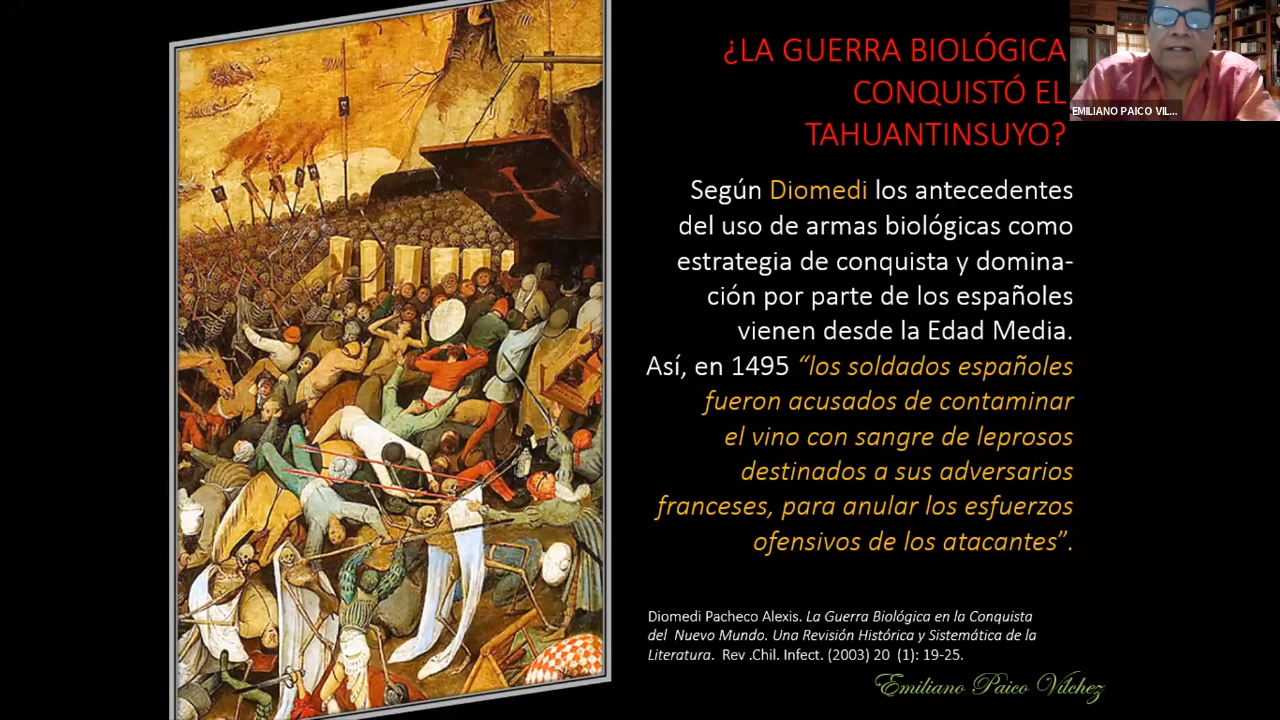 ¿LA GUERRA BIOLÓGICA
CONQUISTÓ EL
TAHUANTINSUYO?
EMILIANO PAICO VIL...
Según Diomedi los antecedentes
del uso de armas biológicas como
estrategia de conquista y domina-
ción por parte de los españoles
vienen desde la Edad Media.
Así, en 1495 “los soldados españoles
fueron acusados de contaminar
el vino con sangre de leprosos
destinados a sus adversarios
franceses, para anular los esfuerzos
ofensivos de los atacantes”.
Diomedi Pacheco Alexis. La Guerra Biológica en la Conquista
del Nuevo Mundo. Una Revisión Histórica y Sistemática de la
Literatura. Rev .Chil. Infect. (2003) 20 (1): 19-25.
Emiliano Paico Vílchez